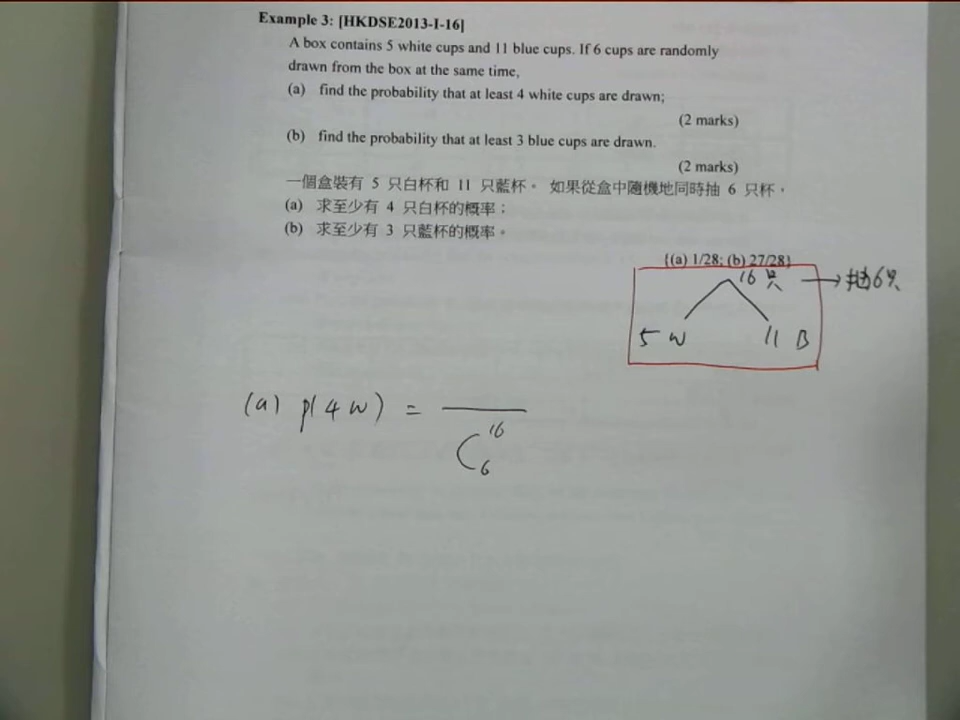 Example 3: [HKDSE2013-I-16]
A box contains 5 white cups and 11 blue cups. If 6 cups are randomly
drawn from the box at the same time,
(a) find the probability that at least 4 white cups are drawn;
(2 marks)
(b) find the probability that at least 3 blue cups are drawn.
(2 marks)
一個盒裝有 5 只白杯和 11 只藍杯。 如果從盒中隨機地同時抽 6 只杯，
(a) 求至少有 4 只白杯的概率；
(b) 求至少有 3 只藍杯的概率。
{(a) 1/28; (b) 27/28}
16 只 → 抽6只
5 W 11 B
(a) P(4W) =
C 16 6